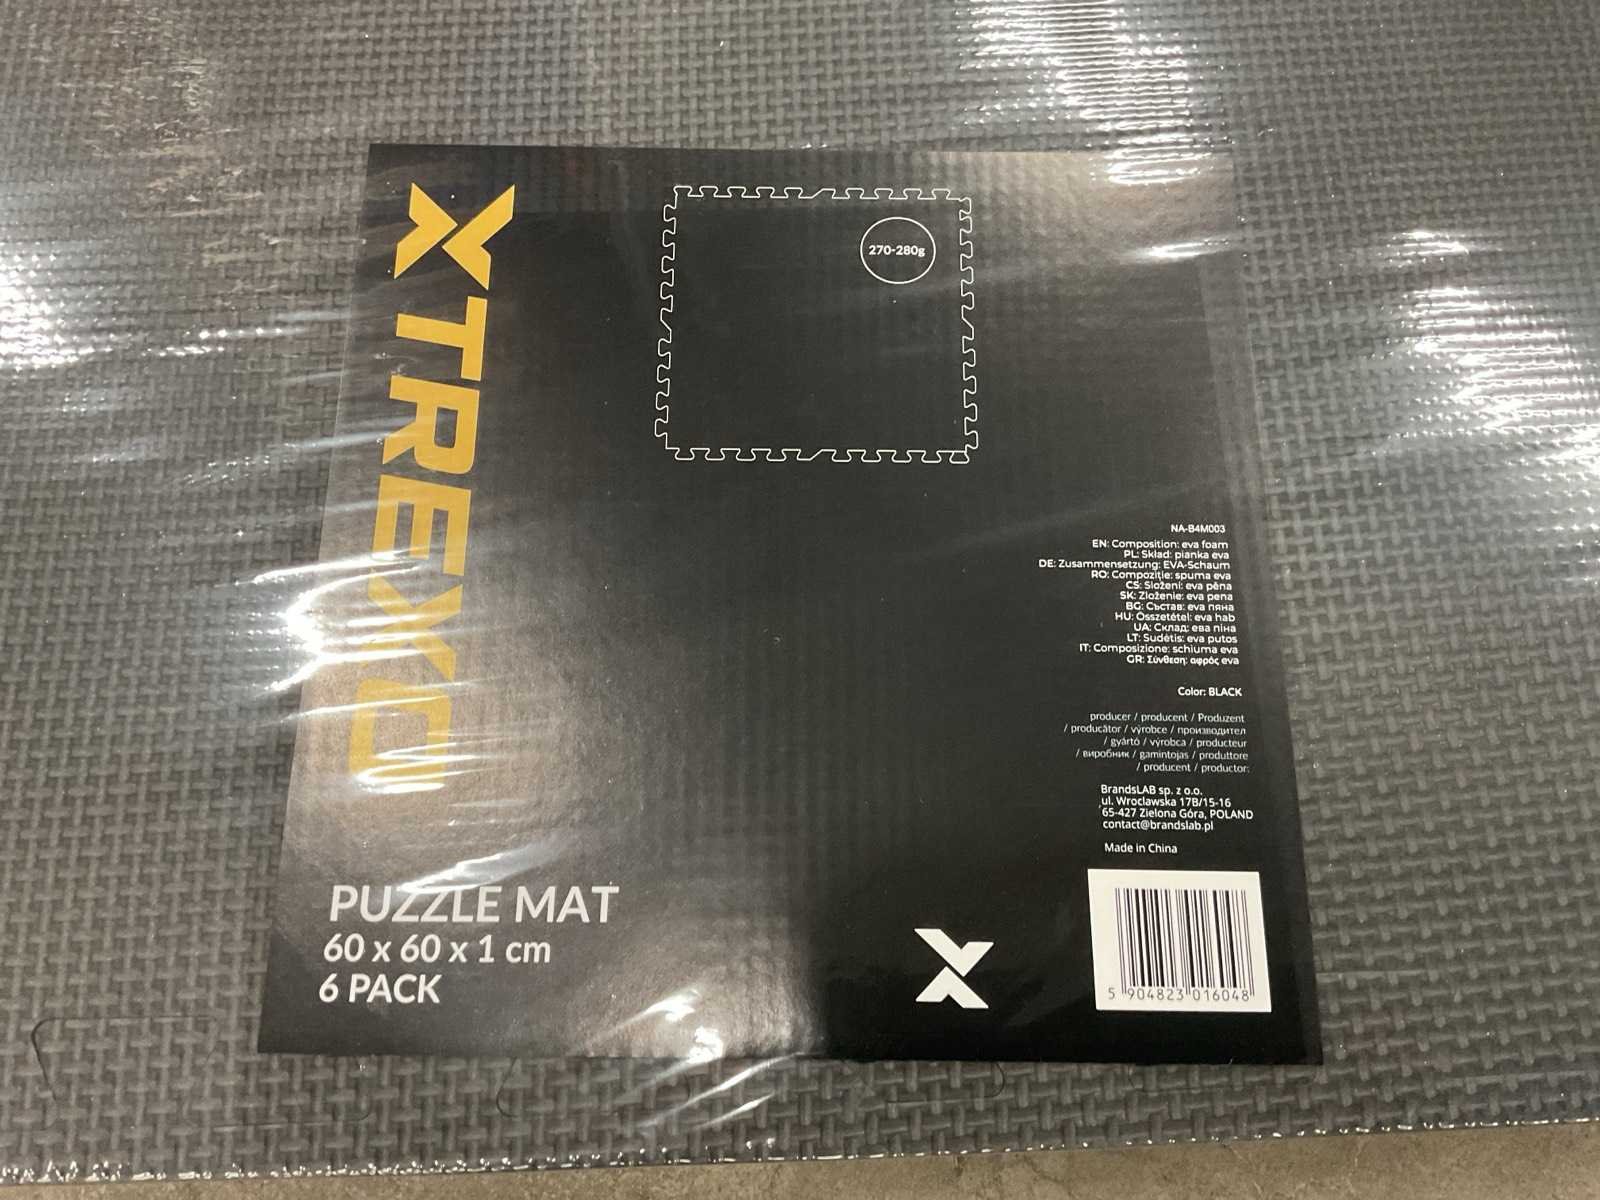 XTREXO
270-280g
NA-B4M003
EN: Composition: eva foam
PL: Skład: pianka eva
DE: Zusammensetzung: EVA-Schaum
RO: Compoziție: spuma eva
CS: Složení: eva pěna
SK: Zloženie: eva pena
BG: Състав: eva пяна
HU: Összetétel: eva hab
UA: Склад: ева піна
LT: Sudėtis: eva putos
IT: Composizione: schiuma eva
GR: Σύνθεση: αφρός eva
Color: BLACK
producer / producent / Produzent
/ producător / výrobce / производител
/ gyártó / výrobca / producteur
/ виробник / gamintojas / produttore
/ producent / productor:
BrandsLAB sp. z o.o.
ul. Wroclawska 17B/15-16
65-427 Zielona Góra, POLAND
contact@brandslab.pl
Made in China
PUZZLE MAT
60 x 60 x 1 cm
6 PACK
5 904823 016048